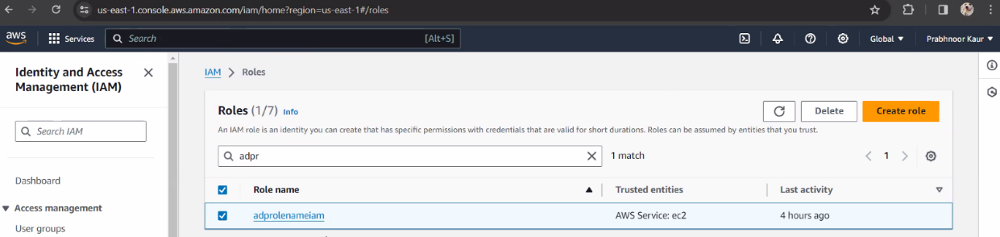 us-east-1.console.aws.amazon.com/iam/home?region=us-east-1#/roles
aws Services Search [Alt+S] Global Prabhnoor Kaur
Identity and Access
Management (IAM)
Search IAM
Dashboard
Access management
User groups
IAM Roles
Roles (1/7) Info
Delete
Create role
An IAM role is an identity you can create that has specific permissions with credentials that are valid for short durations. Roles can be assumed by entities that you trust.
adpr 1 match 1
Role name Trusted entities Last activity
adprolenameiam AWS Service: ec2 4 hours ago